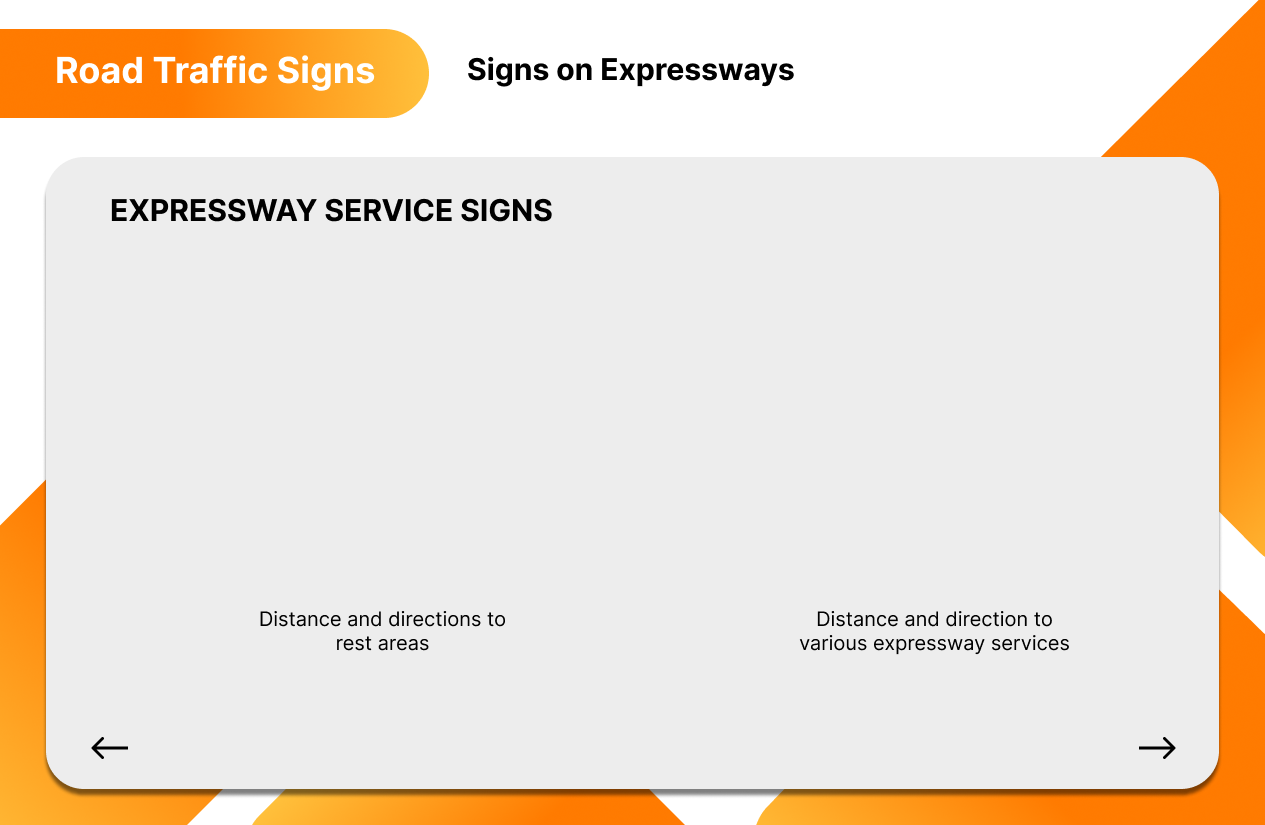 Road Traffic Signs
Signs on Expressways
EXPRESSWAY SERVICE SIGNS
Distance and directions to
rest areas
Distance and direction to
various expressway services